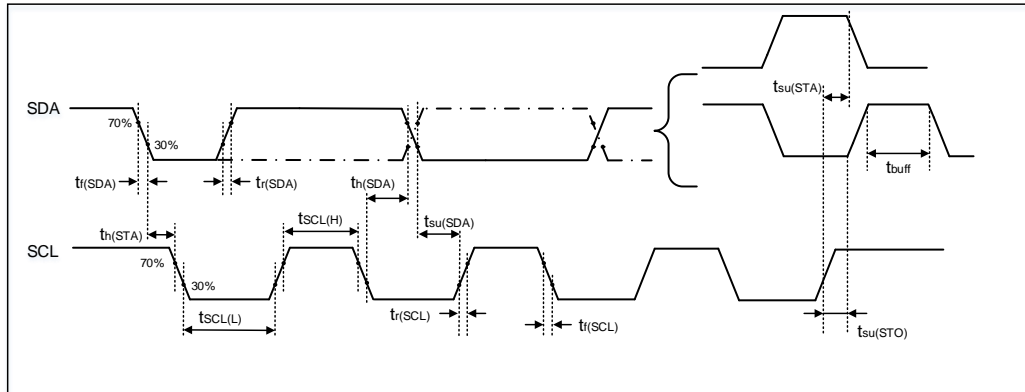 tsu(STA)
SDA
70%
30%
tbuff
tf(SDA)
tr(SDA)
th(SDA)
th(STA)
tSCL(H)
tsu(SDA)
SCL
70%
30%
tSCL(L)
tr(SCL)
tf(SCL)
tsu(STO)